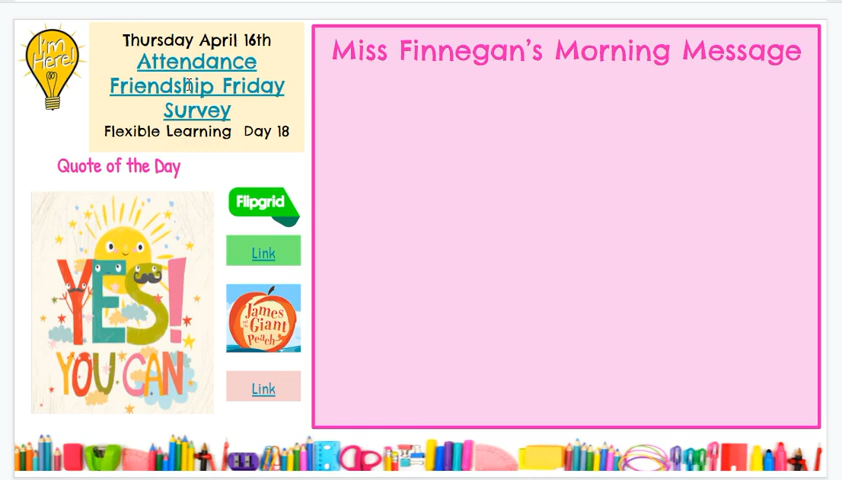 I'm
Here!
Thursday April 16th
Attendance
Friendship Friday
Survey
Flexible Learning Day 18
Miss Finnegan's Morning Message
Quote of the Day
YES!
YOU CAN
Flipgrid
Link
James
and the
Giant
Peach
Link